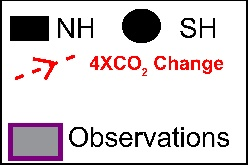 NH SH
4XCO₂ Change
Observations